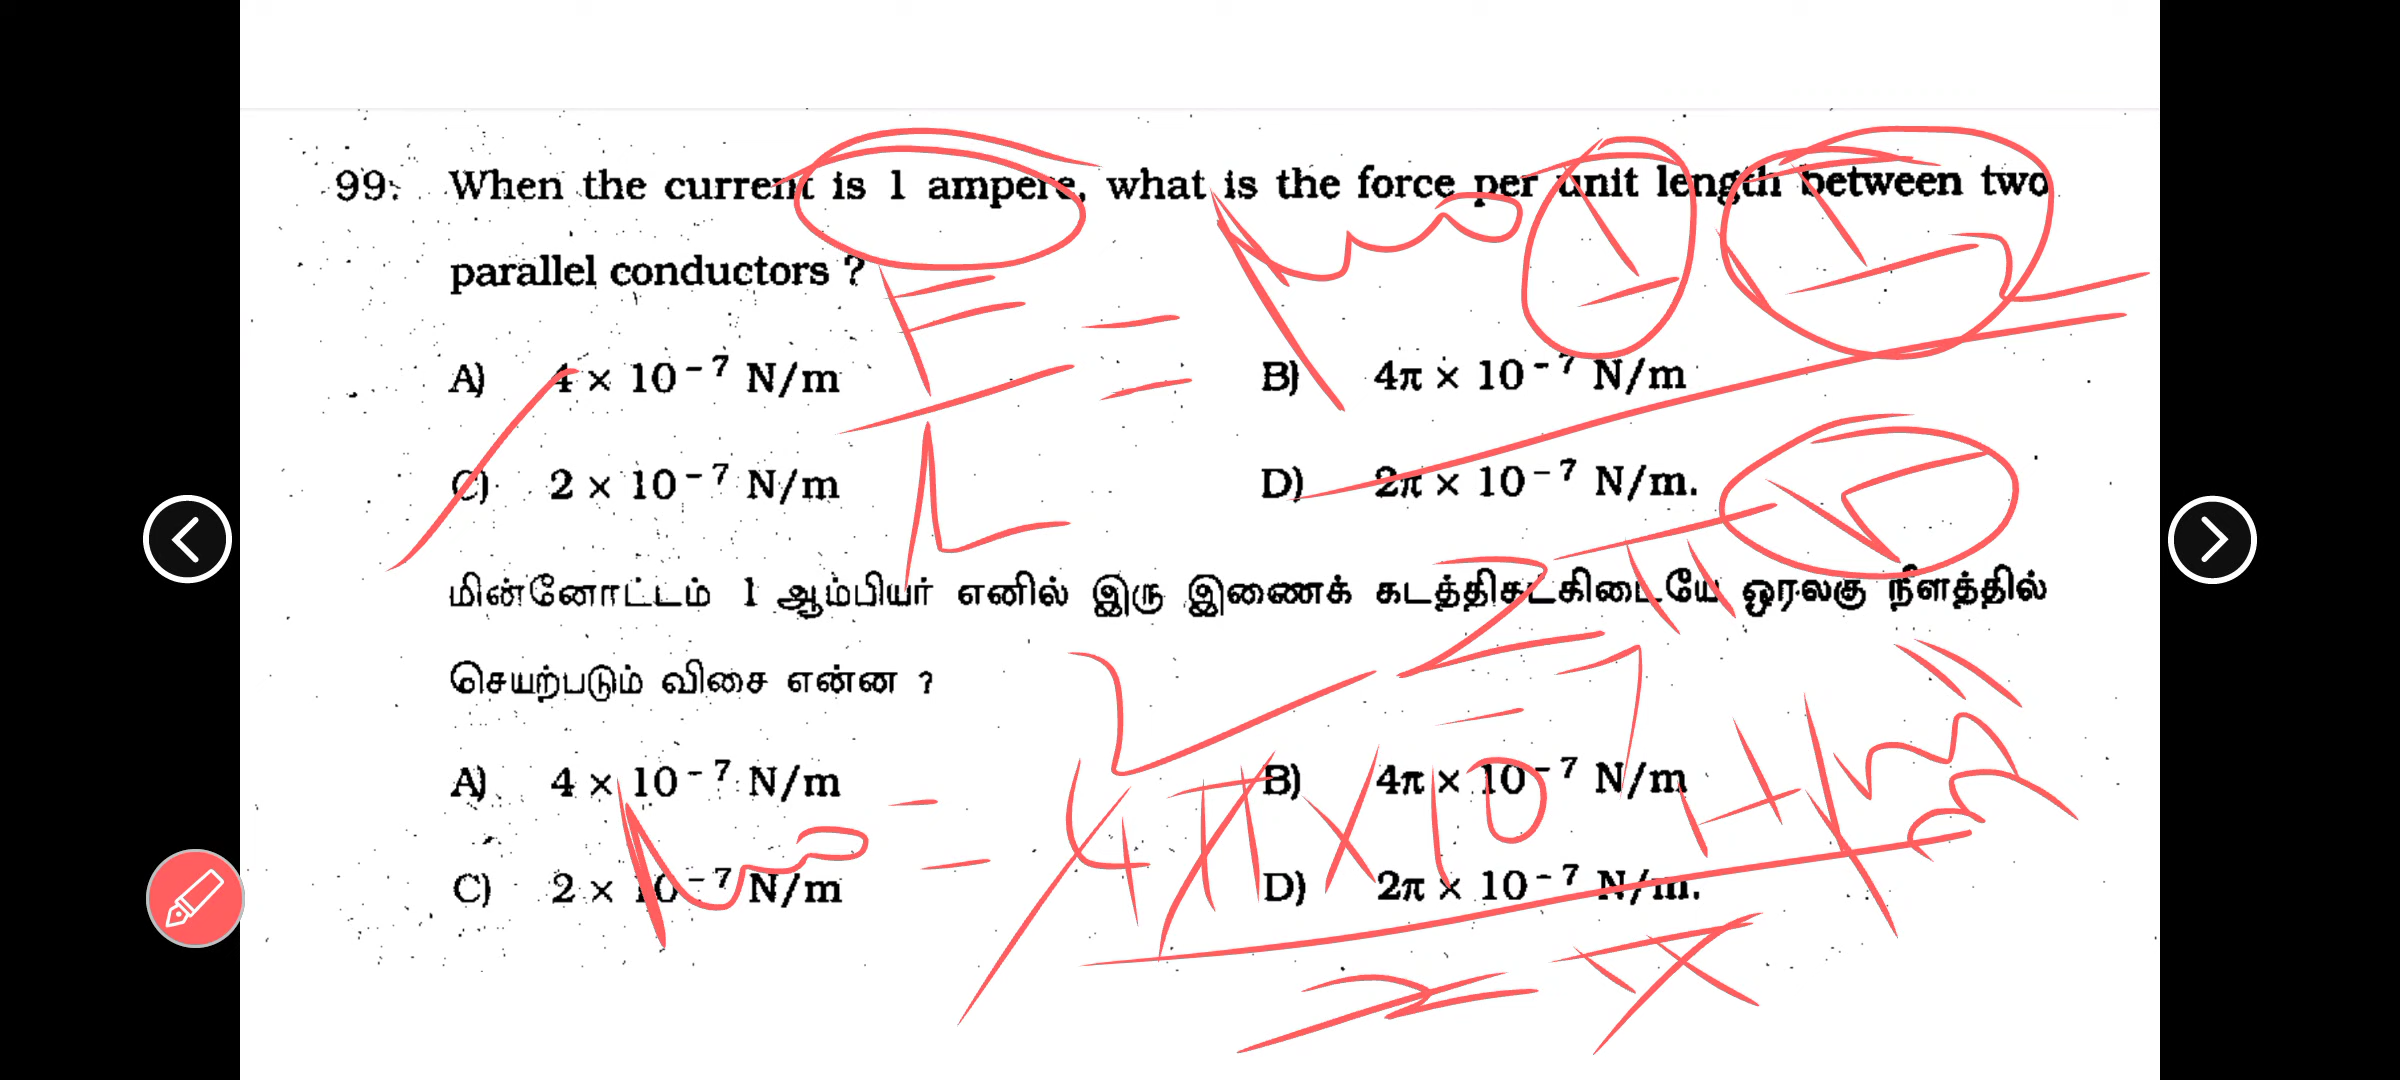 99. When the current is 1 ampere, what is the force per unit length between two
parallel conductors ?
A) 4 × 10⁻⁷ N/m B) 4π × 10⁻⁷ N/m
C) 2 × 10⁻⁷ N/m D) 2π × 10⁻⁷ N/m.
மின்னோட்டம் 1 ஆம்பியர் எனில் இரு இணைக் கடத்திகட்கிடையே ஓரலகு நீளத்தில்
செயற்படும் விசை என்ன ?
A) 4 × 10⁻⁷ N/m B) 4π × 10⁻⁷ N/m
C) 2 × 10⁻⁷ N/m D) 2π × 10⁻⁷ N/m.